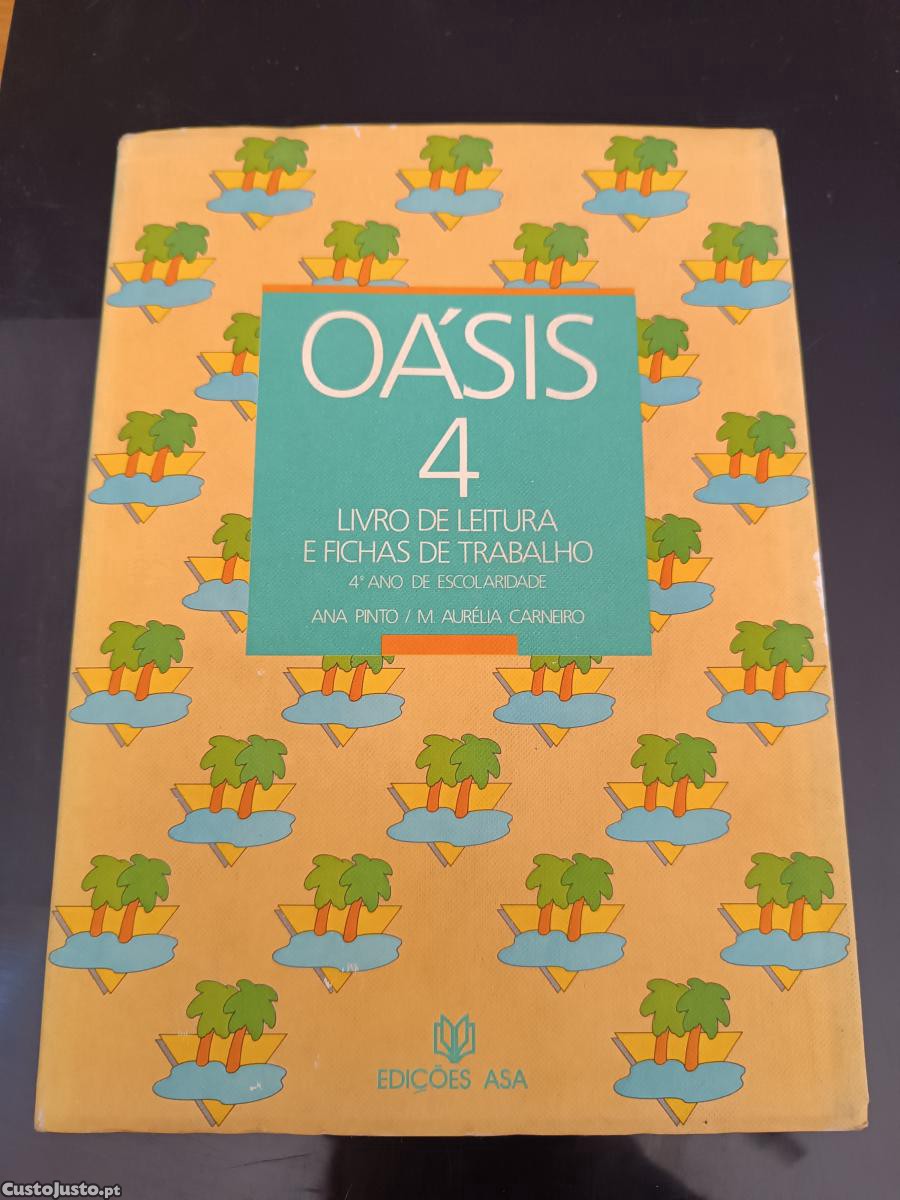 OÁSIS
4
LIVRO DE LEITURA
E FICHAS DE TRABALHO
4º ANO DE ESCOLARIDADE
ANA PINTO / M. AURÉLIA CARNEIRO
EDIÇÕES ASA
CustoJusto.pt